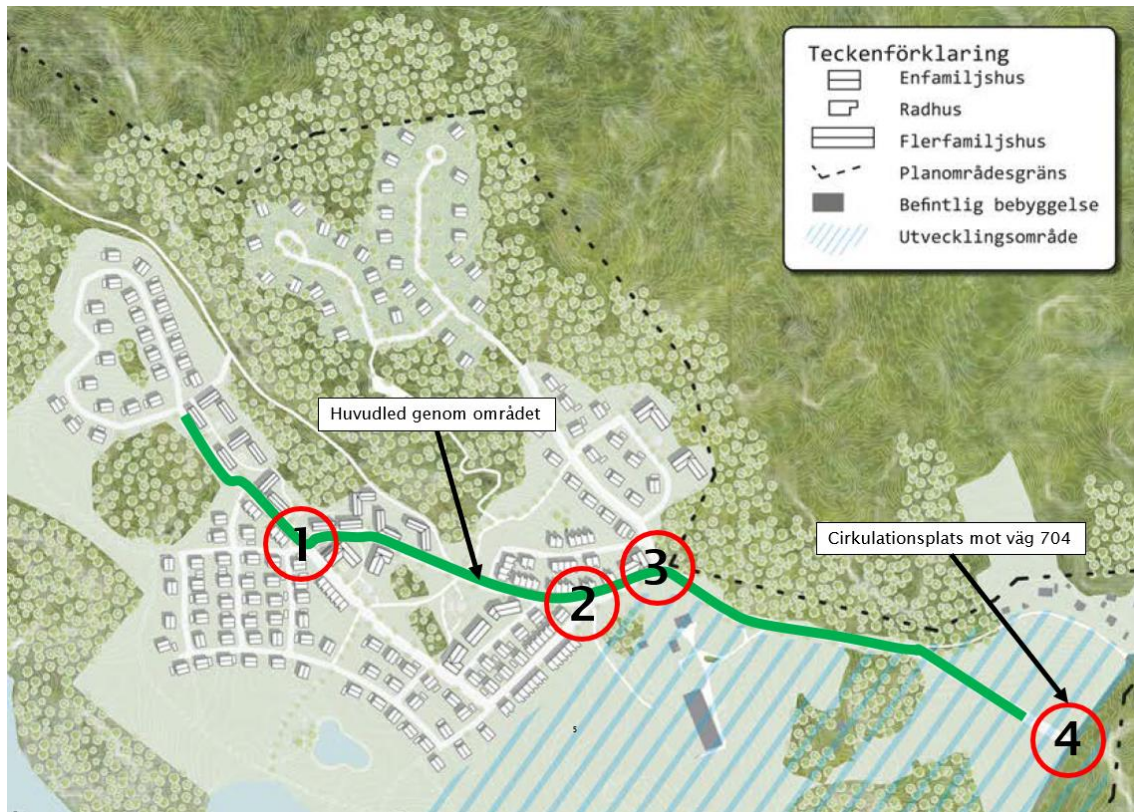 Teckenförklaring
Enfamiljshus
Radhus
Flerfamiljshus
Planområdesgräns
Befintlig bebyggelse
Utvecklingsområde
Huvudled genom området
Cirkulationsplats mot väg 704
1
2
3
4
5